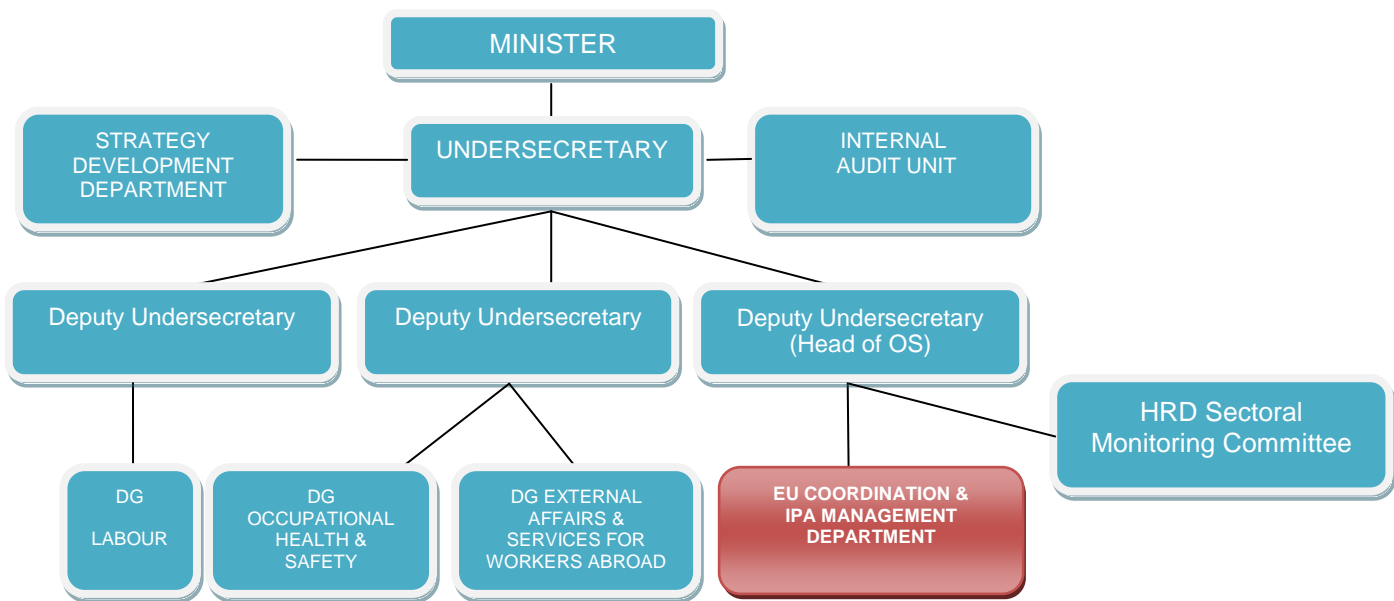 MINISTER
STRATEGY
DEVELOPMENT
DEPARTMENT
UNDERSECRETARY
INTERNAL
AUDIT UNIT
Deputy Undersecretary
Deputy Undersecretary
Deputy Undersecretary
(Head of OS)
HRD Sectoral
Monitoring Committee
DG
LABOUR
DG
OCCUPATIONAL
HEALTH &
SAFETY
DG EXTERNAL
AFFAIRS &
SERVICES FOR
WORKERS ABROAD
EU COORDINATION &
IPA MANAGEMENT
DEPARTMENT